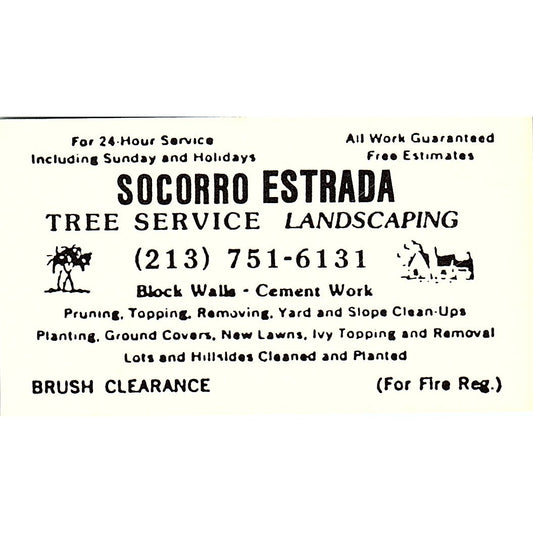 For 24-Hour Service
Including Sunday and Holidays
All Work Guaranteed
Free Estimates
SOCORRO ESTRADA
TREE SERVICE LANDSCAPING
(213) 751-6131
Block Walls - Cement Work
Pruning, Topping, Removing, Yard and Slope Clean-Ups
Planting, Ground Covers, New Lawns, Ivy Topping and Removal
Lots and Hillsides Cleaned and Planted
BRUSH CLEARANCE (For Fire Reg.)